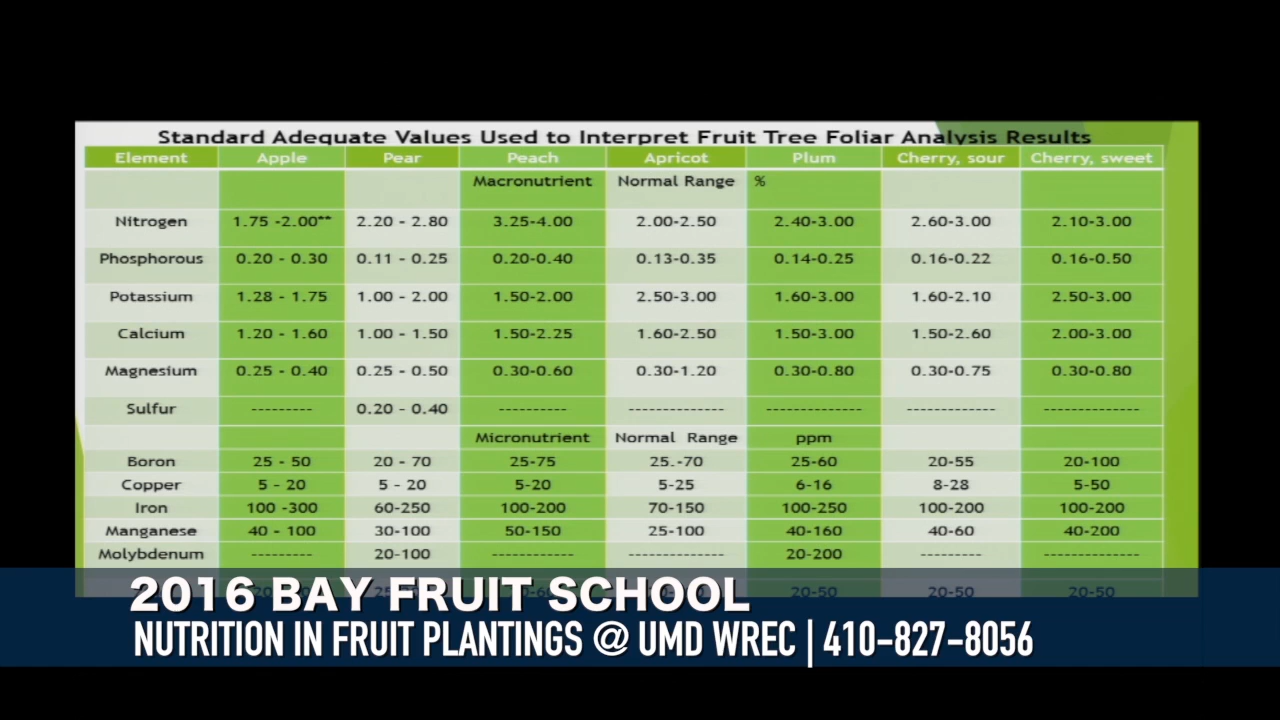 Standard Adequate Values Used to Interpret Fruit Tree Foliar Analysis Results
Element Apple Pear Peach Apricot Plum Cherry, sour Cherry, sweet
Macronutrient Normal Range %
Nitrogen 1.75 -2.00** 2.20 - 2.80 3.25-4.00 2.00-2.50 2.40-3.00 2.60-3.00 2.10-3.00
Phosphorous 0.20 - 0.30 0.11 - 0.25 0.20-0.40 0.13-0.35 0.14-0.25 0.16-0.22 0.16-0.50
Potassium 1.28 - 1.75 1.00 - 2.00 1.50-2.00 2.50-3.00 1.60-3.00 1.60-2.10 2.50-3.00
Calcium 1.20 - 1.60 1.00 - 1.50 1.50-2.25 1.60-2.50 1.50-3.00 1.50-2.60 2.00-3.00
Magnesium 0.25 - 0.40 0.25 - 0.50 0.30-0.60 0.30-1.20 0.30-0.80 0.30-0.75 0.30-0.80
Sulfur --------- 0.20 - 0.40 ---------- ------------- ------------- ------------ -------------
Micronutrient Normal Range ppm
Boron 25 - 50 20 - 70 25-75 25.-70 25-60 20-55 20-100
Copper 5 - 20 5 - 20 5-20 5-25 6-16 8-28 5-50
Iron 100 -300 60-250 100-200 70-150 100-250 100-200 100-200
Manganese 40 - 100 30-100 50-150 25-100 40-160 40-60 40-200
Molybdenum --------- 20-100 ------------ ------------ 20-200 -------- -------------
20-50 20-50 20-50
2016 BAY FRUIT SCHOOL
NUTRITION IN FRUIT PLANTINGS @ UMD WREC | 410-827-8056